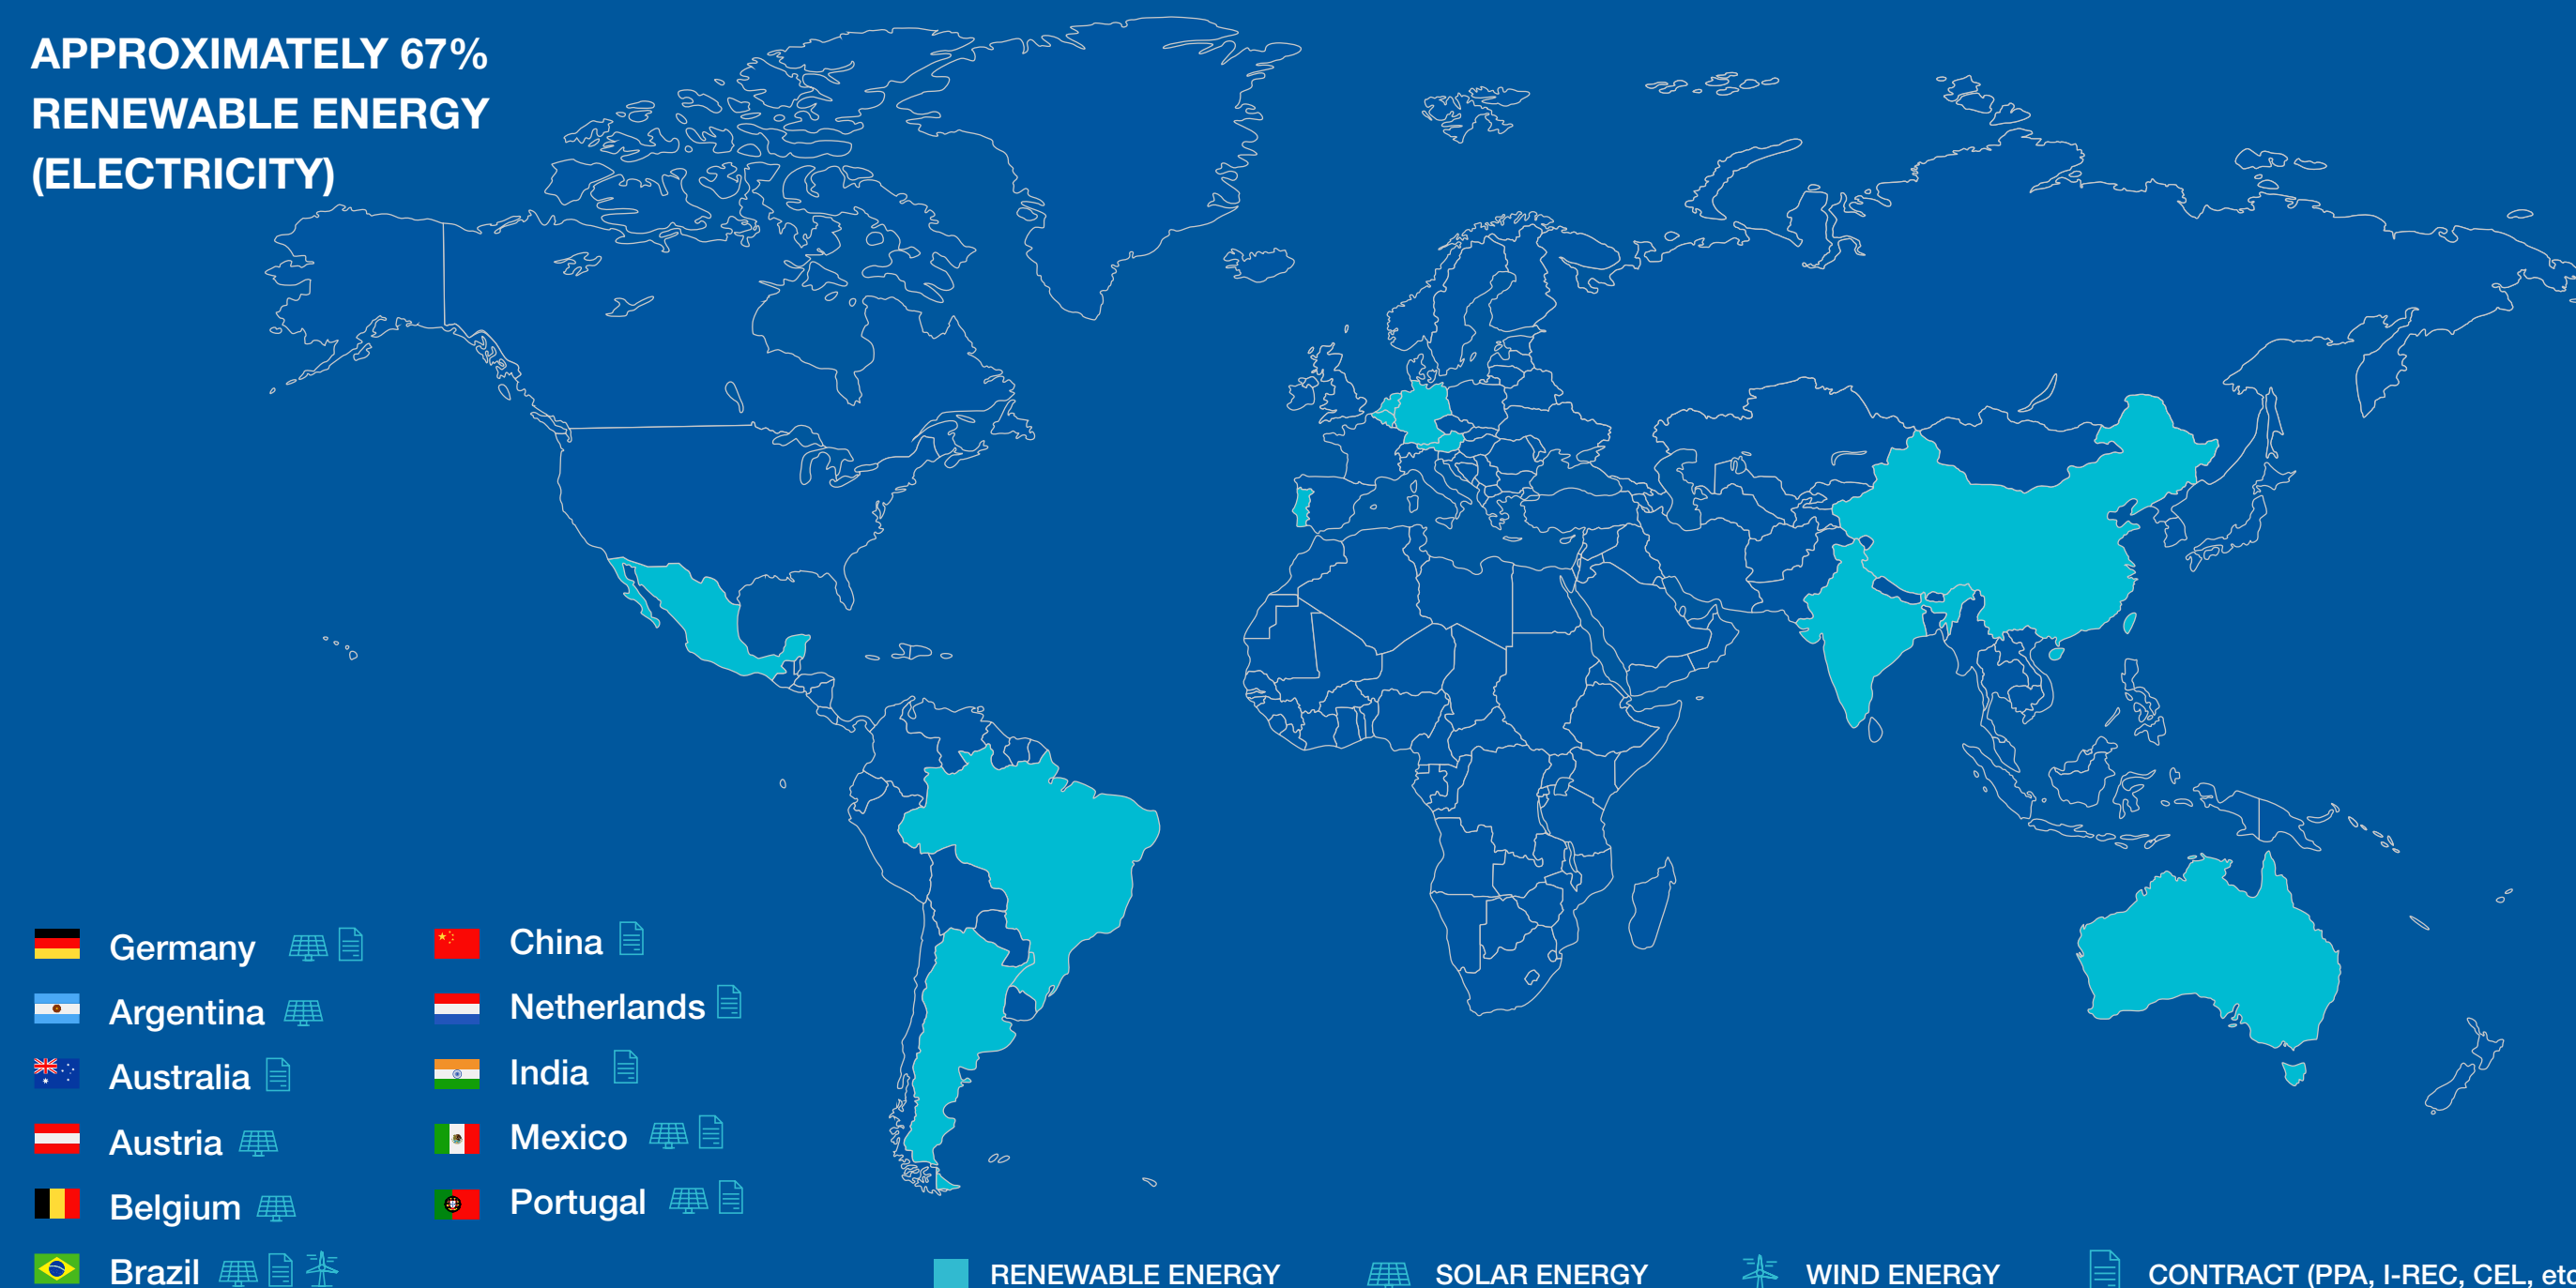 APPROXIMATELY 67%
RENEWABLE ENERGY
(ELECTRICITY)
Germany
Argentina
Australia
Austria
Belgium
Brazil
China
Netherlands
India
Mexico
Portugal
RENEWABLE ENERGY
SOLAR ENERGY
WIND ENERGY
CONTRACT (PPA, I-REC, CEL, etc